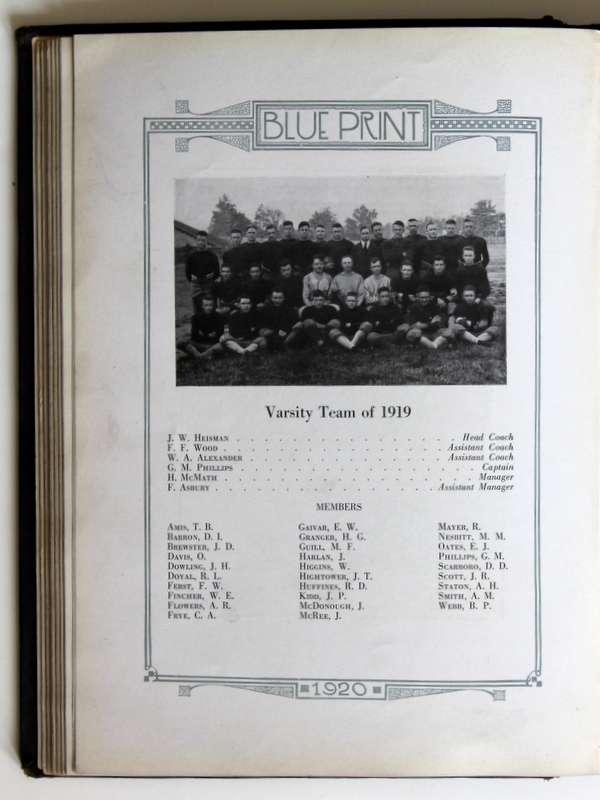 BLUE PRINT
Varsity Team of 1919
J. W. Heisman . . . . . . . . . . . . . . . . Head Coach
F. F. Wood . . . . . . . . . . . . . . . . Assistant Coach
W. A. Alexander . . . . . . . . . . . . . . Assistant Coach
G. M. Phillips . . . . . . . . . . . . . . . . . Captain
H. McMath . . . . . . . . . . . . . . . . . . Manager
F. Asbury . . . . . . . . . . . . . . . . Assistant Manager
MEMBERS
Amis, T. B. Gaivar, E. W. Mayer, R.
Barron, D. I. Granger, H. G. Nesbitt, M. M.
Brewster, J. D. Guill, M. F. Oates, E. J.
Davis, O. Harlan, J. Phillips, G. M.
Dowling, J. H. Higgins, W. Scarboro, D. D.
Doyal, R. L. Hightower, J. T. Scott, J. R.
Ferst, F. W. Huffines, R. D. Staton, A. H.
Fincher, W. E. Kidd, J. P. Smith, A. M.
Flowers, A. R. McDonough, J. Webb, B. P.
Frye, C. A. McRee, J.
1920